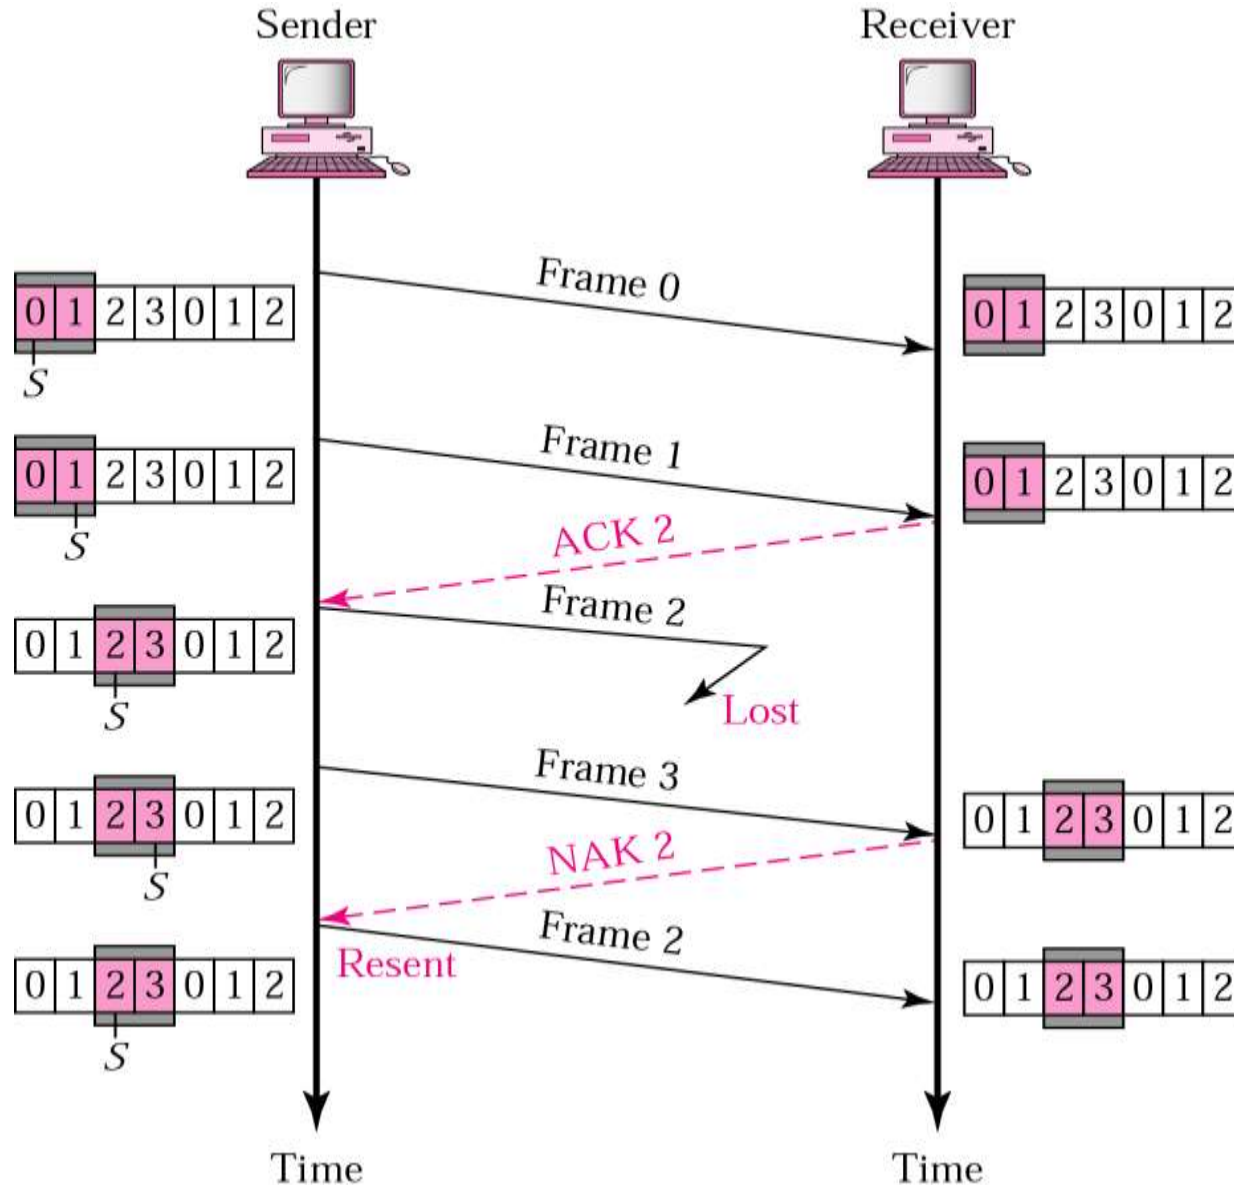 Sender Receiver
Frame 0
0 1 2 3 0 1 2
0 1 2 3 0 1 2
S
Frame 1
0 1 2 3 0 1 2
0 1 2 3 0 1 2
S
ACK 2
Frame 2
0 1 2 3 0 1 2
S
Lost
Frame 3
0 1 2 3 0 1 2
0 1 2 3 0 1 2
S
NAK 2
Frame 2
Resent
0 1 2 3 0 1 2
0 1 2 3 0 1 2
S
Time Time